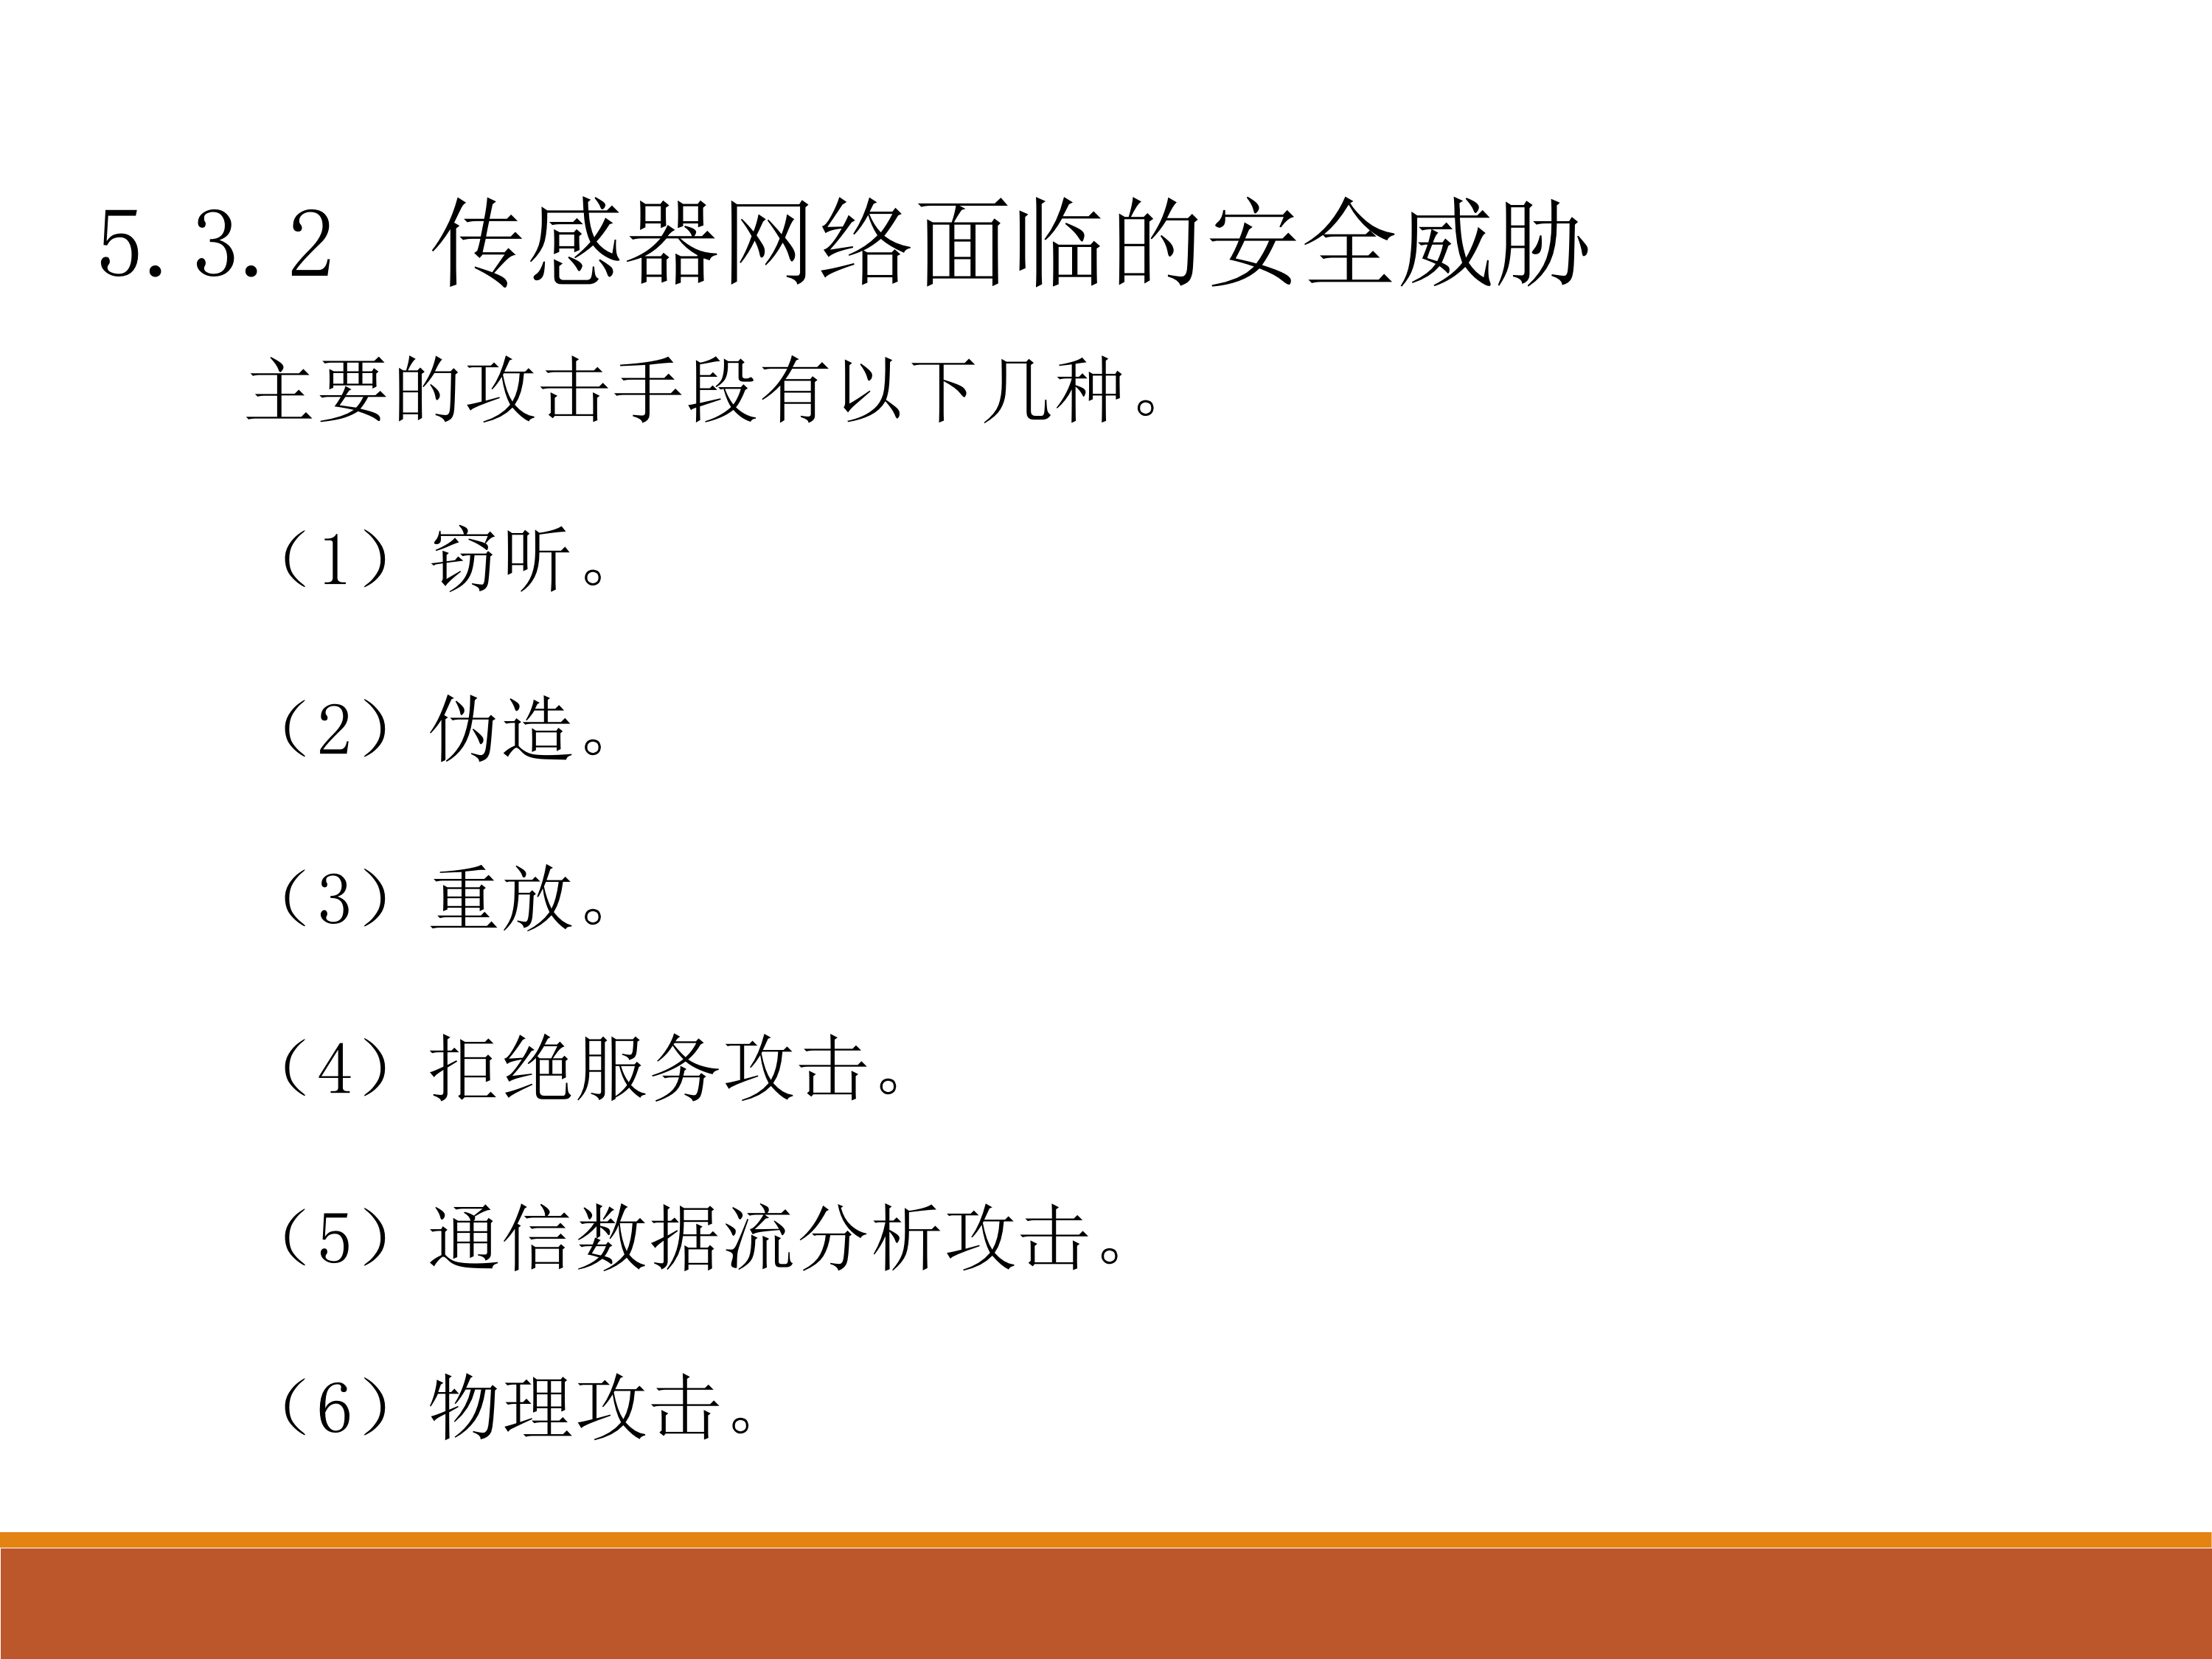 5.3.2 传感器网络面临的安全威胁
主要的攻击手段有以下几种。
（1）窃听。
（2）伪造。
（3）重放。
（4）拒绝服务攻击。
（5）通信数据流分析攻击。
（6）物理攻击。